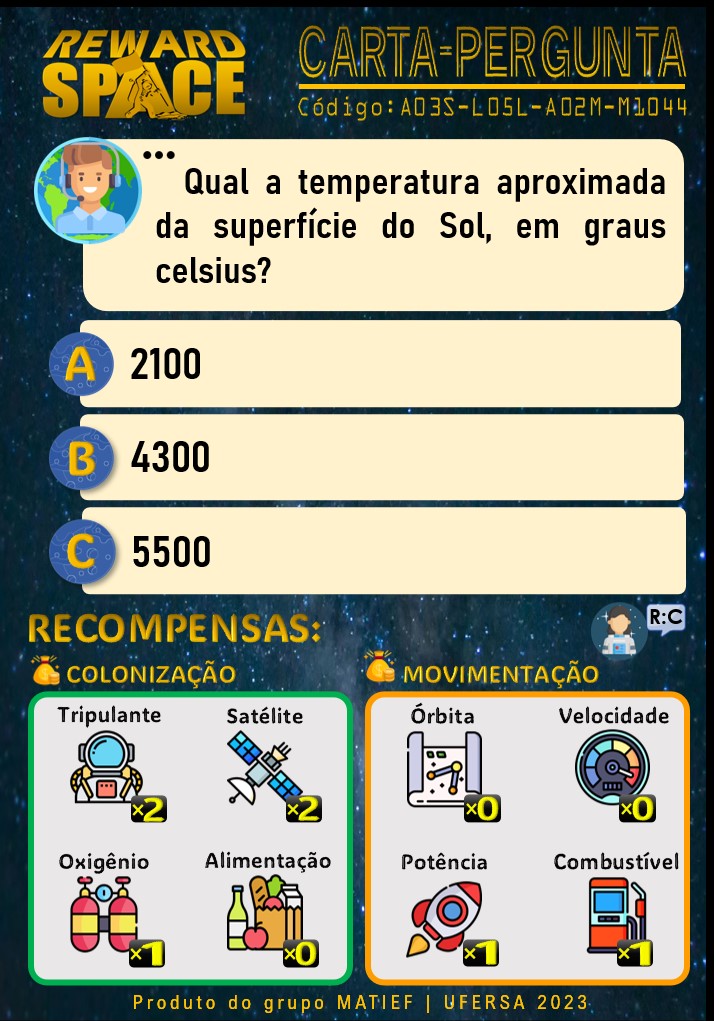 REWARD
SPACE
CARTA-PERGUNTA
Código:A03S-L05L-A02M-M1044
...
Qual a temperatura aproximada
da superfície do Sol, em graus
celsius?
A 2100
B 4300
C 5500
R:C
RECOMPENSAS:
COLONIZAÇÃO
Tripulante Satélite
×2 ×2
Oxigênio Alimentação
×1 ×0
MOVIMENTAÇÃO
Órbita Velocidade
×0 ×0
Potência Combustível
×1 ×1
Produto do grupo MATIEF | UFERSA 2023